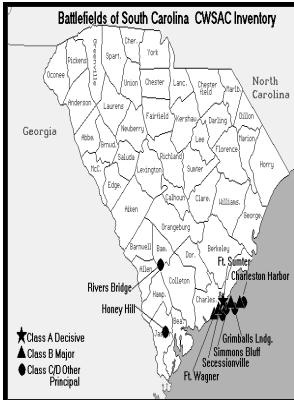 Battlefields of South Carolina CWSAC Inventory
Cher.
York
Spart.
Greenville
Pickens
Oconee
Union
Chester
Lanc.
Chester
field
Marlb.
North
Carolina
Anderson
Laurens
Fairfield
Kershaw
Darling
Dillon
Georgia
Abbe.
Newberry
Lee
Marion
Florence
Saluda
Richland
Lexington
Sumter
Horry
McC.
Edge.
Calhoun
Clare.
Williams.
Aiken
Orangeburg
George.
Barnwell
Bam.
Dor.
Berkeley
Ft. Sumter
Charleston Harbor
Allen.
Colleton
Rivers Bridge
Hamp.
Charles.
Honey Hill
Bea.
Jas.
Grimballs Lndg.
Simmons Bluff
Secessionville
Ft. Wagner
Class A Decisive
Class B Major
Class C/D Other
Principal